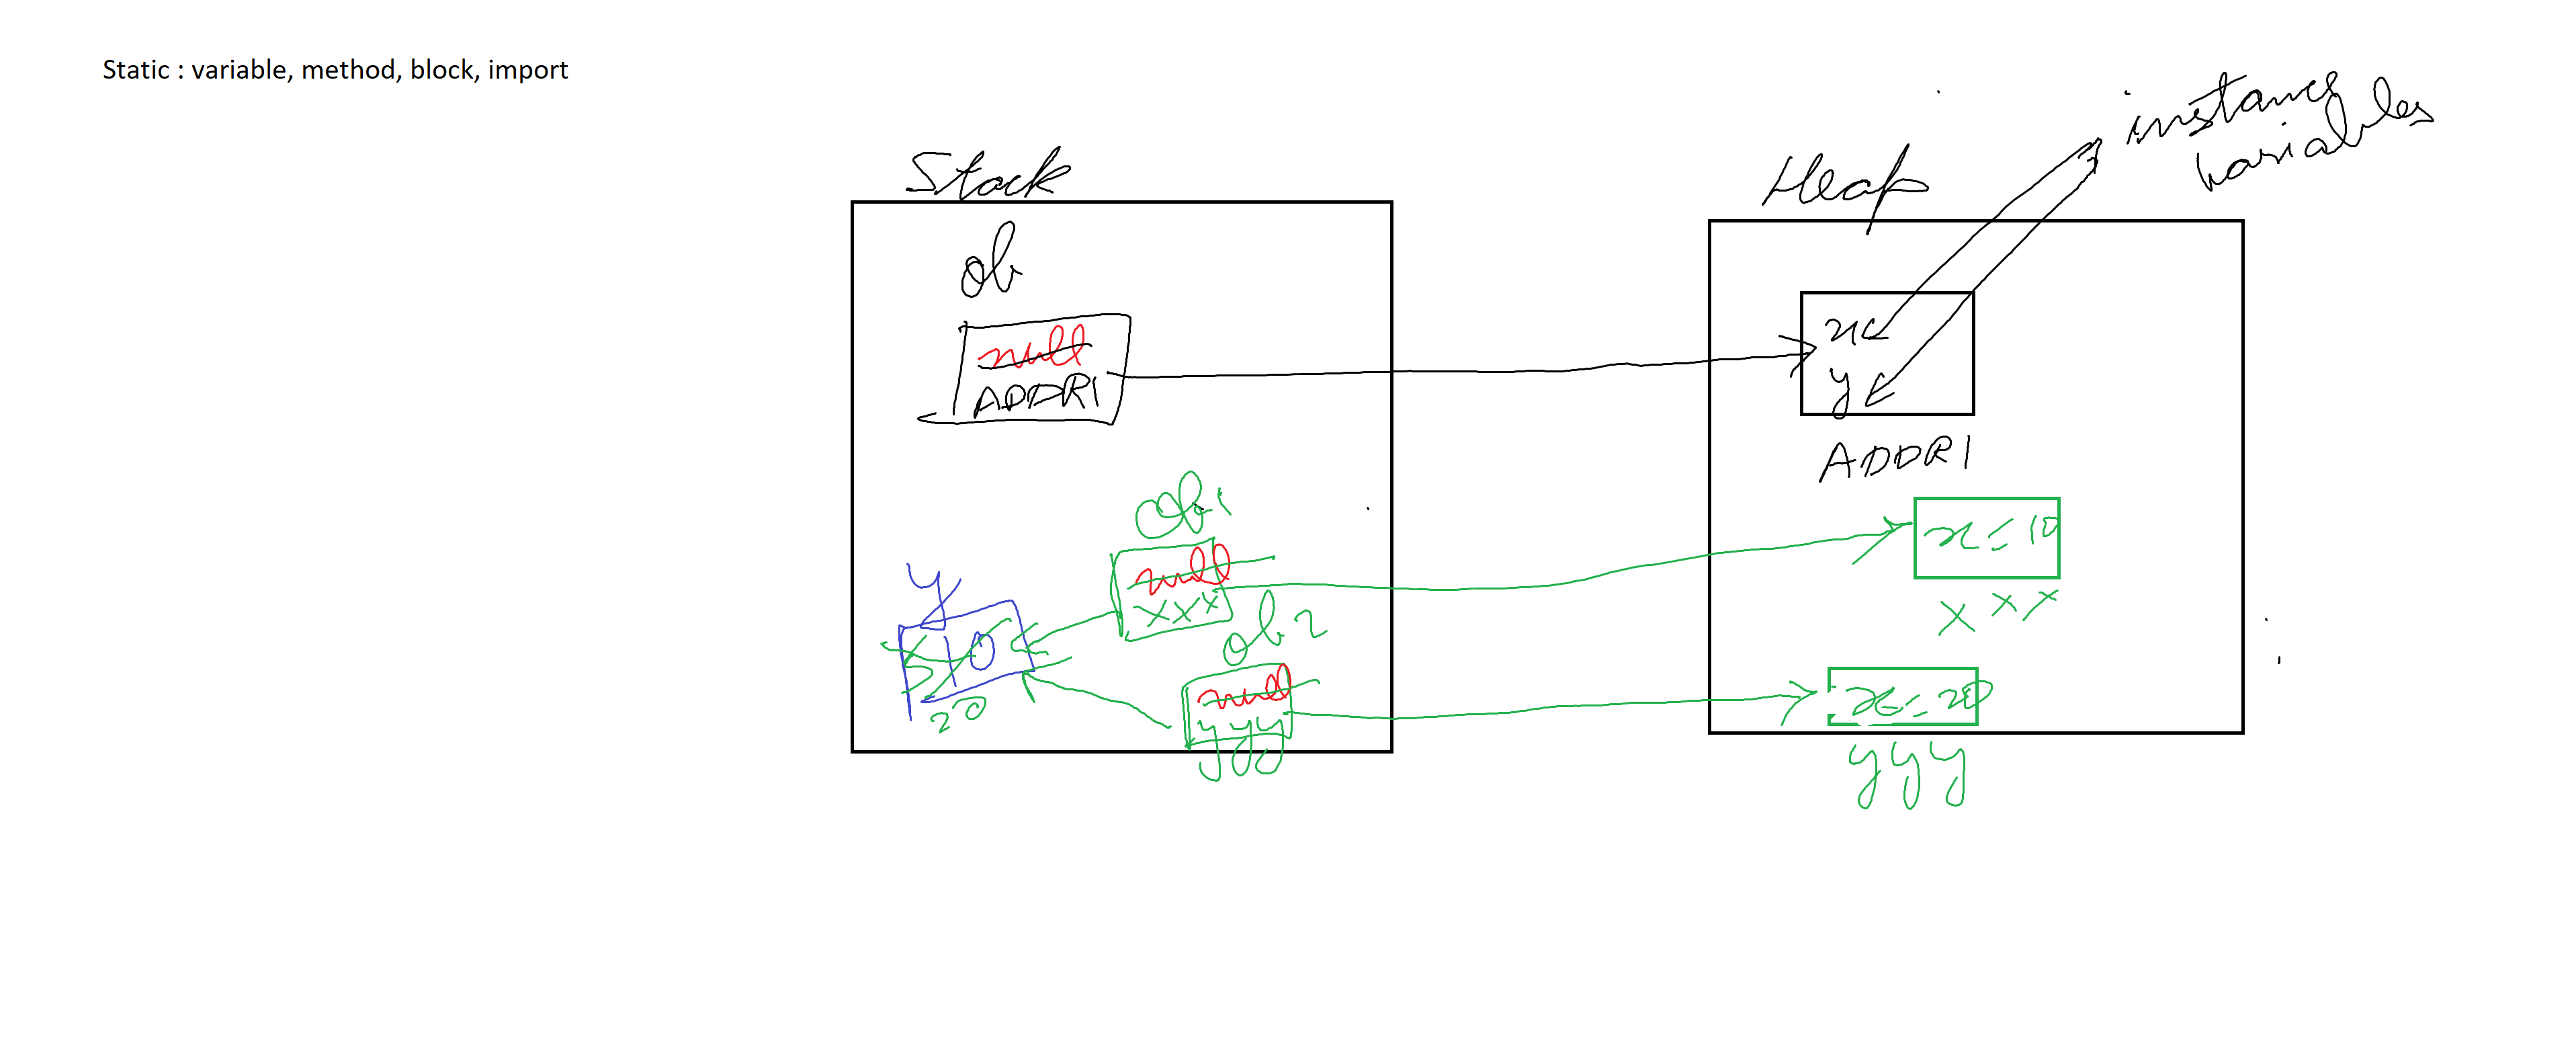 Static : variable, method, block, import
Stack
Heap
instance
variables
ob
null
ADDR1
x
y
ADDR1
ob1
null
xxx
x = 10
xxx
y
10
20
ob2
null
yyy
x = 20
yyy